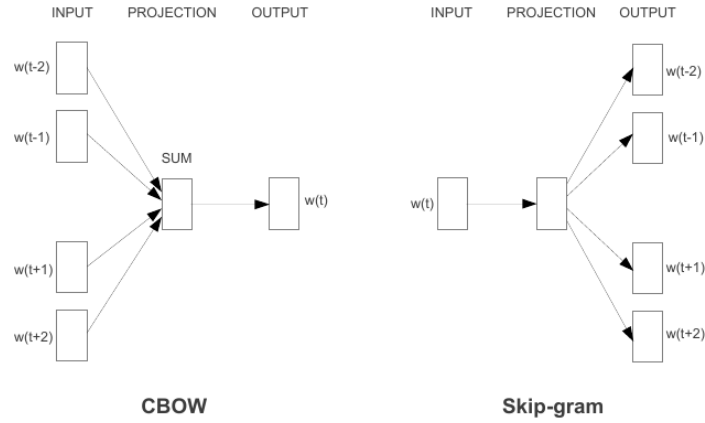 INPUT PROJECTION OUTPUT
w(t-2)
w(t-1)
SUM
w(t)
w(t+1)
w(t+2)
CBOW
INPUT PROJECTION OUTPUT
w(t-2)
w(t-1)
w(t)
w(t+1)
w(t+2)
Skip-gram